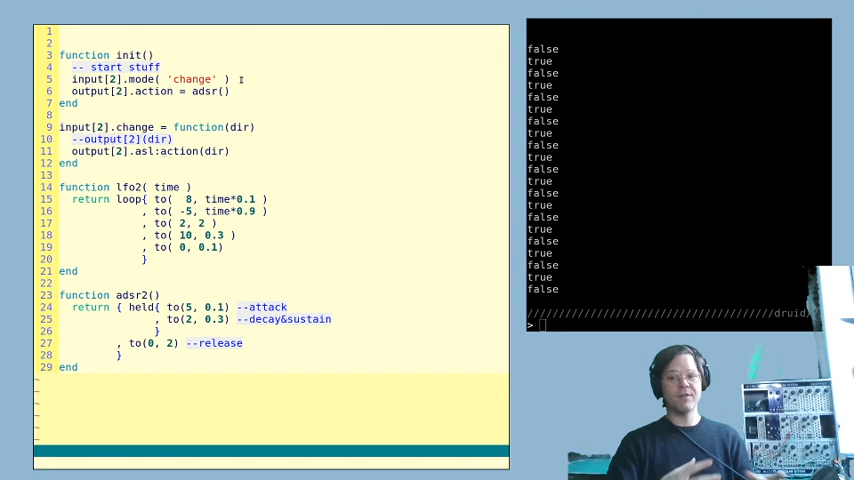 1
2
3 function init()
4   -- start stuff
5   input[2].mode( 'change' )
6   output[2].action = adsr()
7 end
8
9 input[2].change = function(dir)
10   --output[2](dir)
11   output[2].asl:action(dir)
12 end
13
14 function lfo2( time )
15   return loop{ to(  8, time*0.1 )
16              , to( -5, time*0.9 )
17              , to( 2, 2 )
18              , to( 10, 0.3 )
19              , to( 0, 0.1)
20              }
21 end
22
23 function adsr2()
24   return { held{ to(5, 0.1) --attack
25                , to(2, 0.3) --decay&sustain
26                }
27          , to(0, 2) --release
28          }
29 end
~
~
~
~
~
~
false
true
false
true
false
true
false
true
false
true
false
true
false
true
false
true
false
true
false
true
false
/////////////////////////////////////////druid/
>